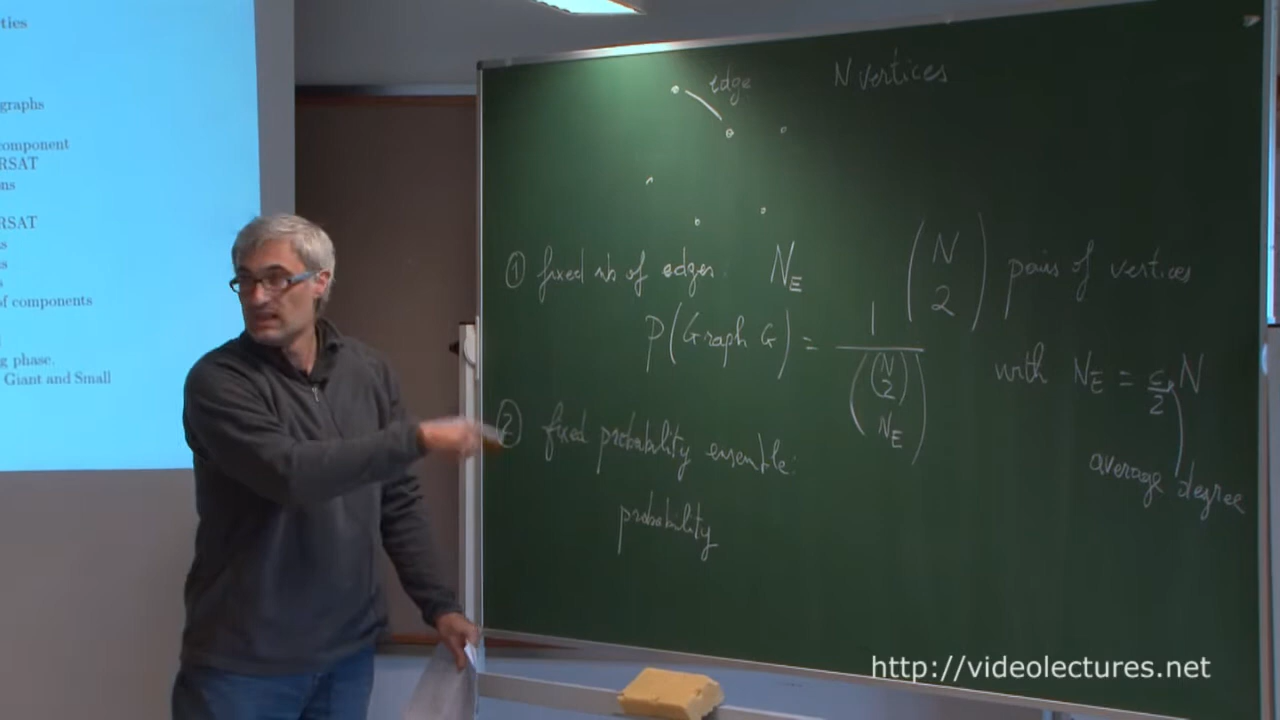 ties
graphs
component
RSAT
ns
RSAT
s
s
s
of components
g phase.
Giant and Small
edge
N vertices
① fixed nb of edges N_E
(N 2) pairs of vertices
P(Graph G) = 1 / ((N 2) N_E)
with N_E = c/2 N
average degree
② fixed probability ensemble:
probability
http://videolectures.net